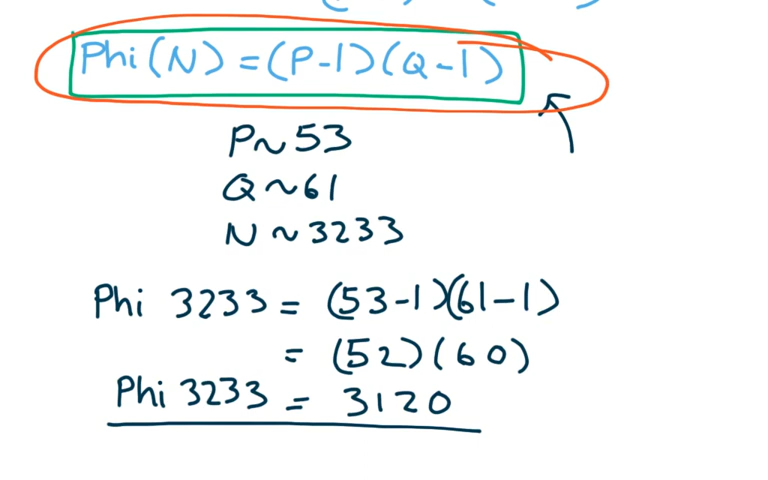 Phi (N) = (P-1)(Q-1)
P~53
Q~61
N~3233
Phi 3233 = (53-1)(61-1)
= (52)(60)
Phi 3233 = 3120